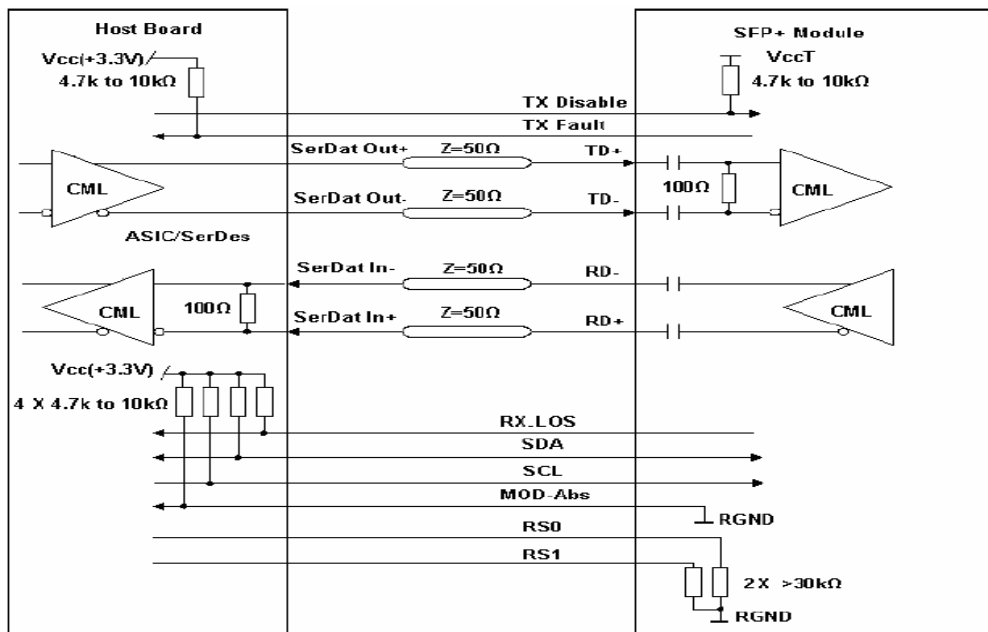 Host Board
SFP+ Module
Vcc(+3.3V)
4.7k to 10kΩ
VccT
4.7k to 10kΩ
TX Disable
TX Fault
SerDat Out+
Z=50Ω
TD+
CML
100Ω
CML
SerDat Out-
Z=50Ω
TD-
ASIC/SerDes
SerDat In-
Z=50Ω
RD-
CML
100Ω
CML
SerDat In+
Z=50Ω
RD+
Vcc(+3.3V)
4 X 4.7k to 10kΩ
RX_LOS
SDA
SCL
MOD-Abs
RGND
RS0
RS1
2X >30kΩ
RGND